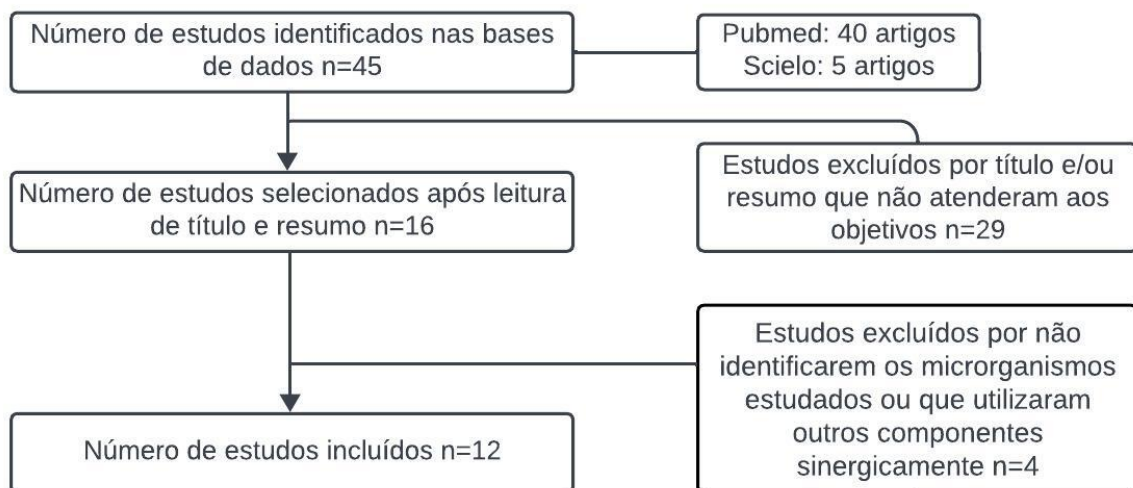 Número de estudos identificados nas bases
de dados n=45
Pubmed: 40 artigos
Scielo: 5 artigos
Número de estudos selecionados após leitura
de título e resumo n=16
Estudos excluídos por título e/ou
resumo que não atenderam aos
objetivos n=29
Estudos excluídos por não
identificarem os microrganismos
estudados ou que utilizaram
outros componentes
sinergicamente n=4
Número de estudos incluídos n=12